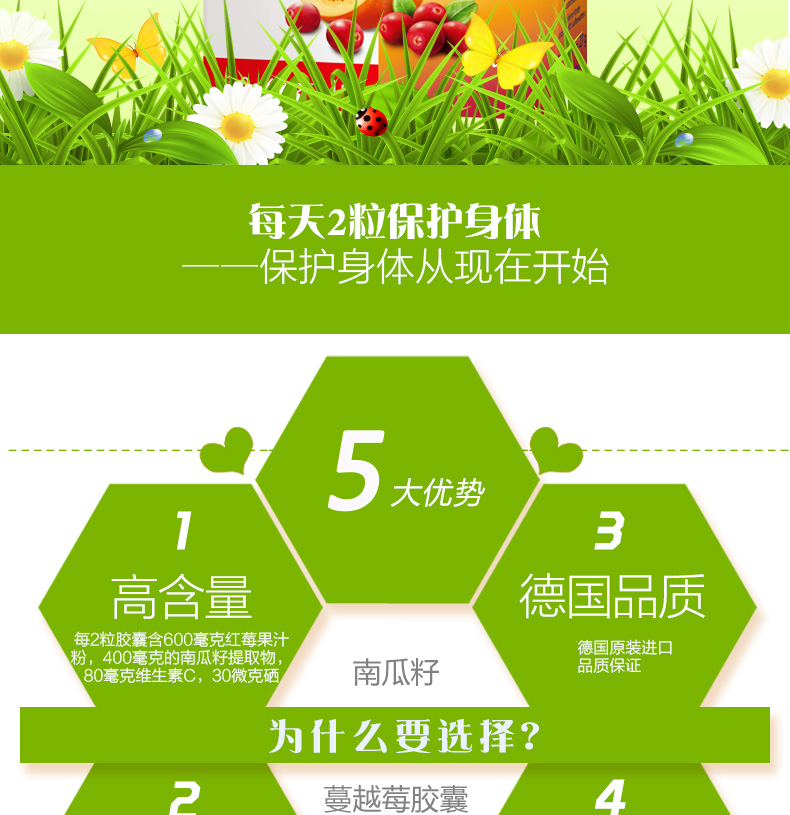 每天2粒保护身体
——保护身体从现在开始
5大优势
1
高含量
每2粒胶囊含600毫克红莓果汁
粉，400毫克的南瓜籽提取物，
80毫克维生素C，30微克硒
3
德国品质
德国原装进口
品质保证
南瓜籽
为什么要选择?
2
蔓越莓胶囊
4